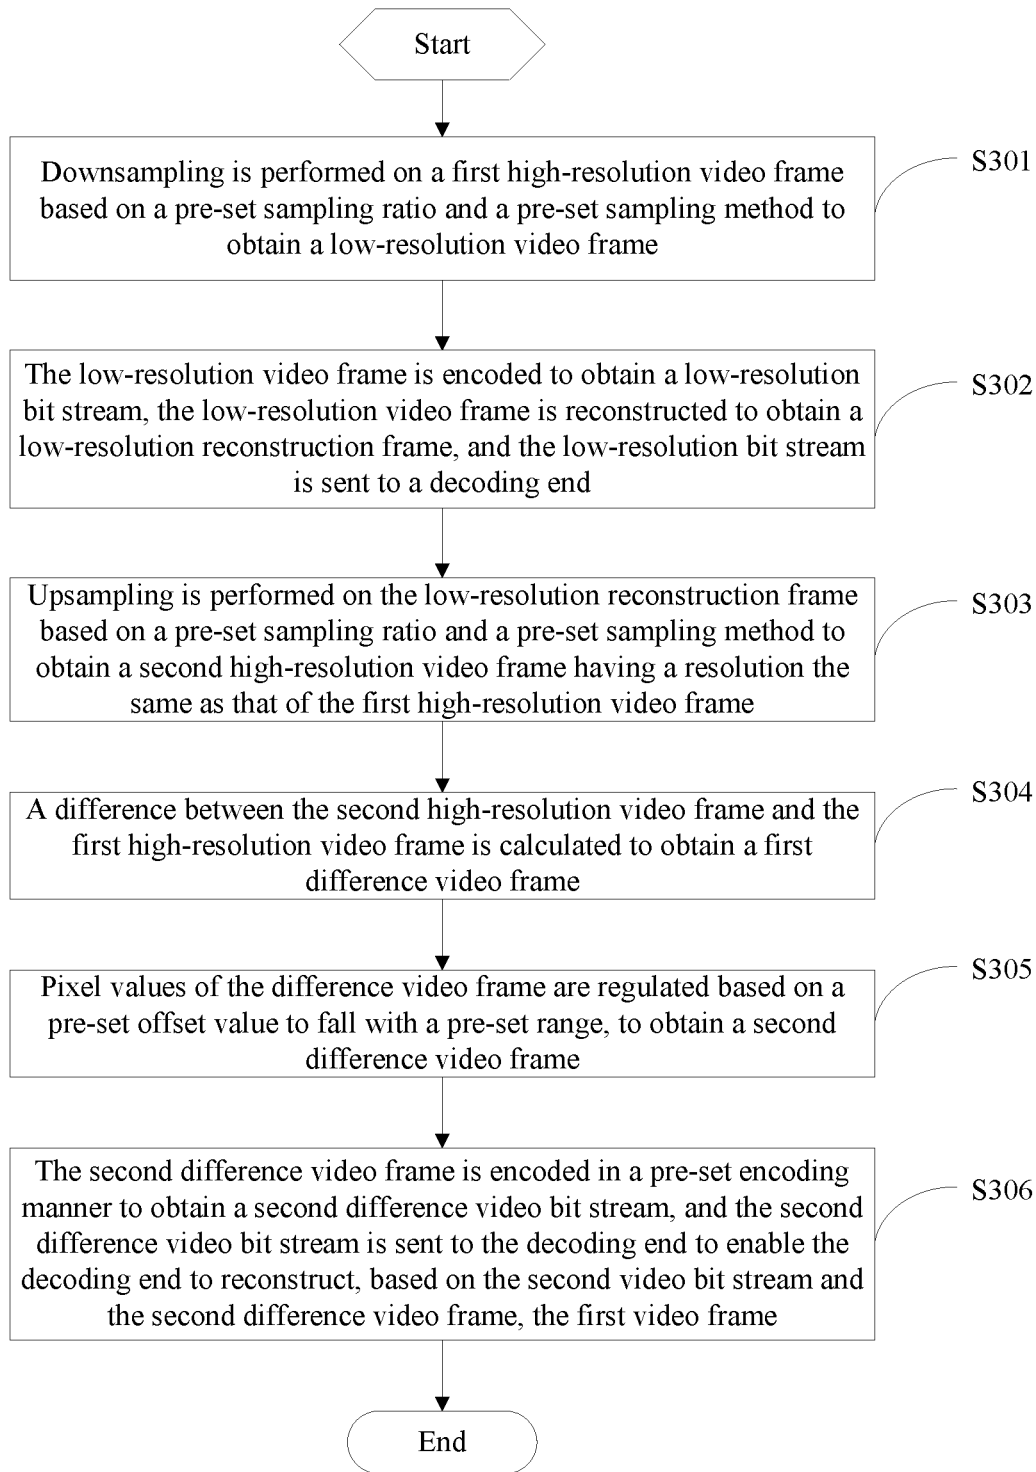 Start
Downsampling is performed on a first high-resolution video frame
based on a pre-set sampling ratio and a pre-set sampling method to
obtain a low-resolution video frame
S301
The low-resolution video frame is encoded to obtain a low-resolution
bit stream, the low-resolution video frame is reconstructed to obtain a
low-resolution reconstruction frame, and the low-resolution bit stream
is sent to a decoding end
S302
Upsampling is performed on the low-resolution reconstruction frame
based on a pre-set sampling ratio and a pre-set sampling method to
obtain a second high-resolution video frame having a resolution the
same as that of the first high-resolution video frame
S303
A difference between the second high-resolution video frame and the
first high-resolution video frame is calculated to obtain a first
difference video frame
S304
Pixel values of the difference video frame are regulated based on a
pre-set offset value to fall with a pre-set range, to obtain a second
difference video frame
S305
The second difference video frame is encoded in a pre-set encoding
manner to obtain a second difference video bit stream, and the second
difference video bit stream is sent to the decoding end to enable the
decoding end to reconstruct, based on the second video bit stream and
the second difference video frame, the first video frame
S306
End